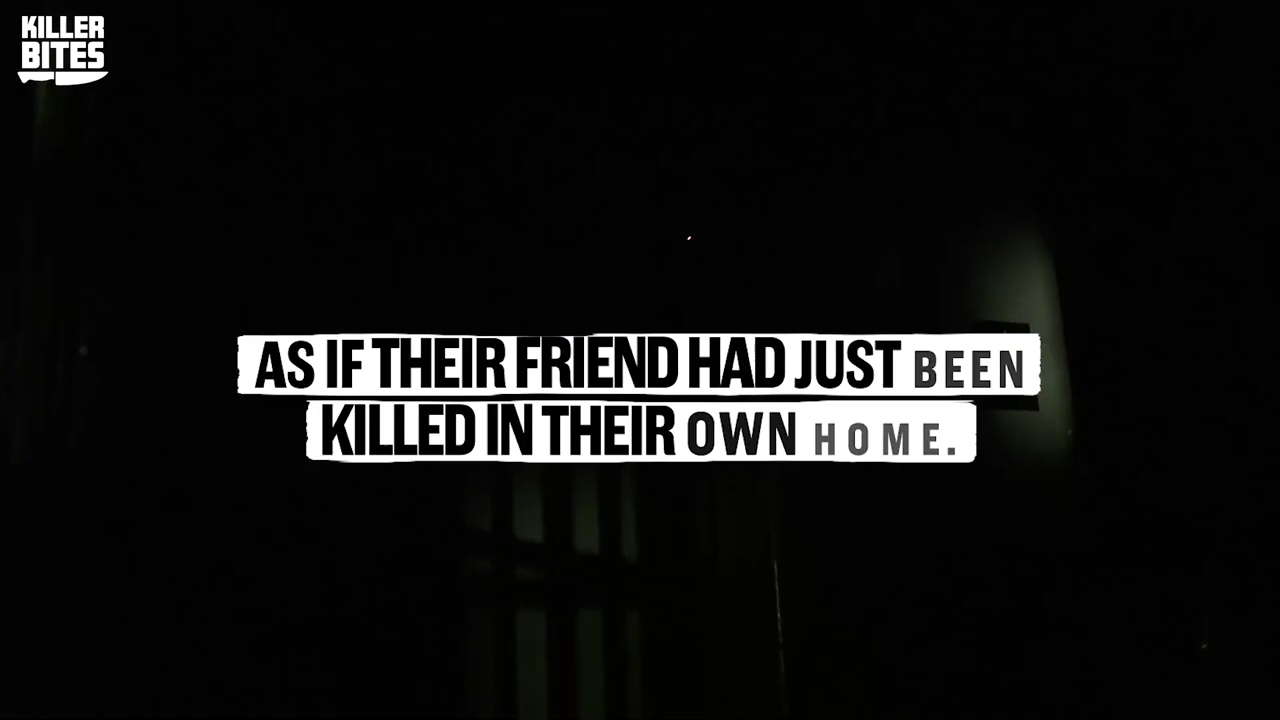 KILLER
BITES
AS IF THEIR FRIEND HAD JUST BEEN
KILLED IN THEIR OWN HOME.